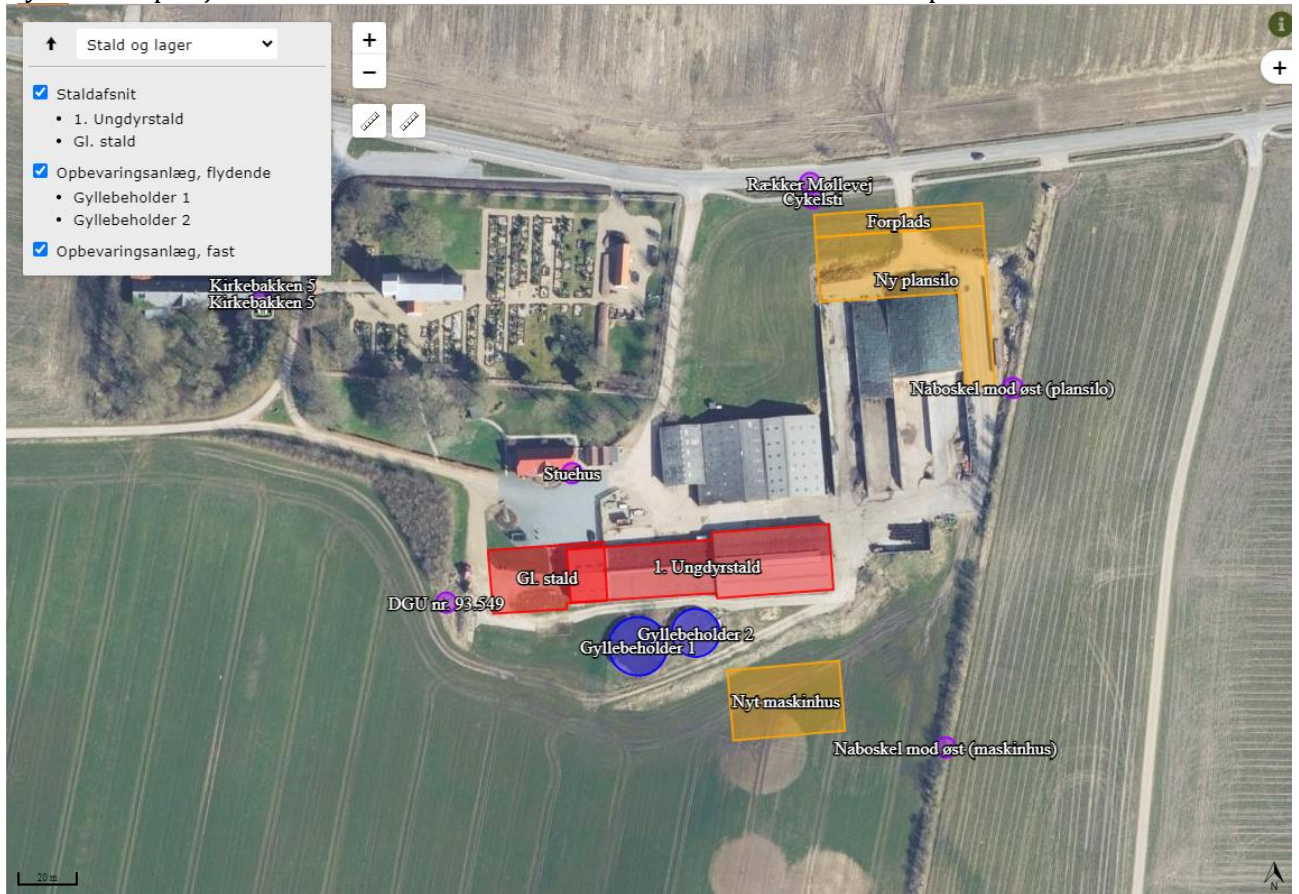 Stald og lager
Staldafsnit
1. Ungdyrstald
Gl. stald
Opbevaringsanlæg, flydende
Gyllebeholder 1
Gyllebeholder 2
Opbevaringsanlæg, fast
+
−
i
+
Rækker Møllevej
Cykelsti
Forplads
Ny plansilo
Kirkebakken 5
Kirkebakken 5
Naboskel mod øst (plansilo)
Stuehus
1. Ungdyrstald
Gl. stald
DGU nr. 93.549
Gyllebeholder 2
Gyllebeholder 1
Nyt maskinhus
Naboskel mod øst (maskinhus)
20 m
N